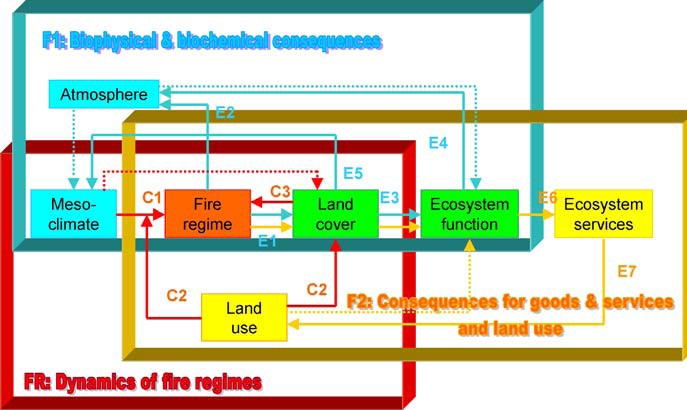 F1: Biophysical & biochemical consequences
Atmosphere
E2
E4
E5
Meso-
climate
C1
Fire
regime
C3
Land
cover
E3
Ecosystem
function
E6
Ecosystem
services
E1
E7
C2
C2
Land
use
F2: Consequences for goods & services
and land use
FR: Dynamics of fire regimes